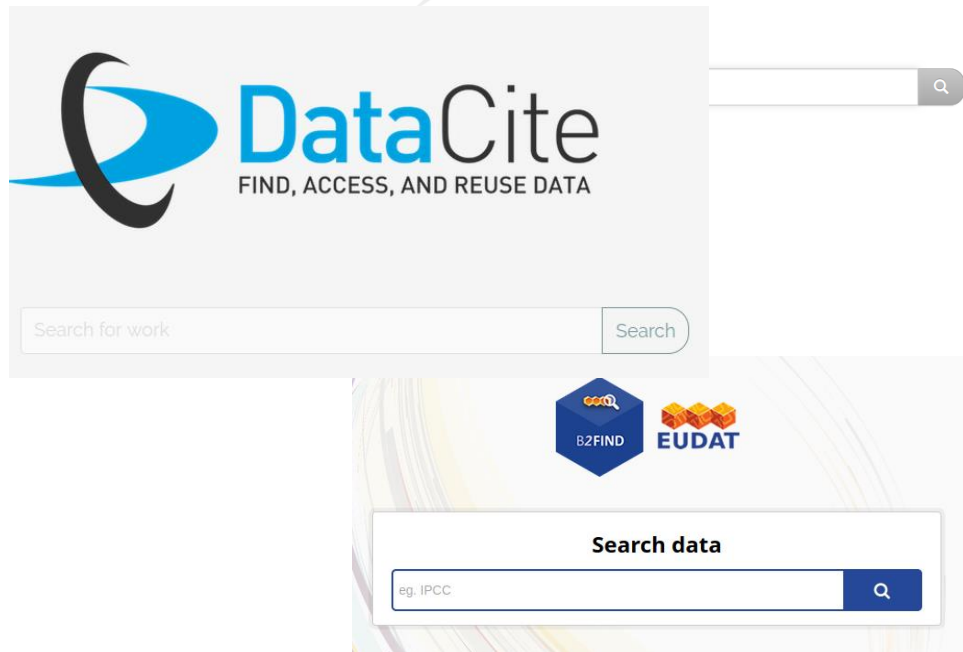 DataCite
FIND, ACCESS, AND REUSE DATA
Search for work
Search
B2FIND
EUDAT
Search data
eg. IPCC